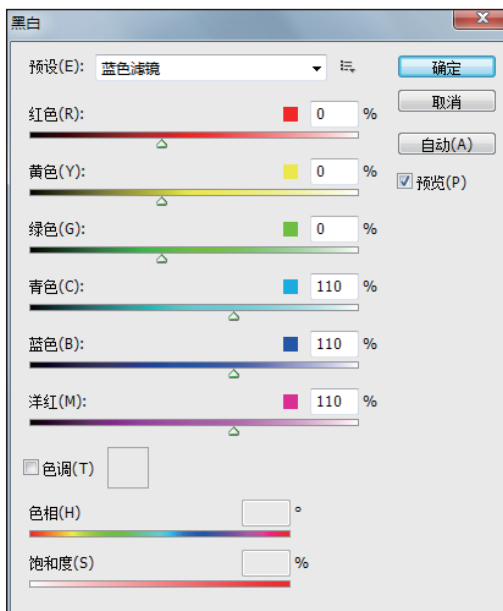 黑白
预设(E): 蓝色滤镜
确定
取消
自动(A)
预览(P)
红色(R): 0 %
黄色(Y): 0 %
绿色(G): 0 %
青色(C): 110 %
蓝色(B): 110 %
洋红(M): 110 %
色调(T)
色相(H) °
饱和度(S) %